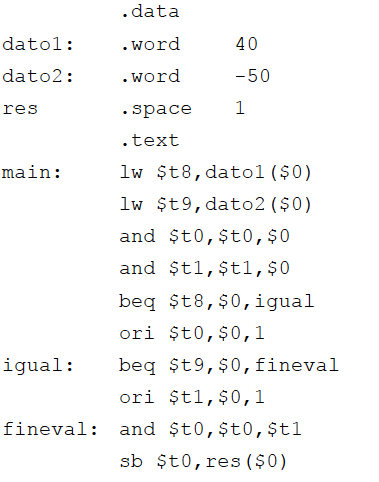 .data
dato1: .word 40
dato2: .word -50
res .space 1
.text
main: lw $t8,dato1($0)
lw $t9,dato2($0)
and $t0,$t0,$0
and $t1,$t1,$0
beq $t8,$0,igual
ori $t0,$0,1
igual: beq $t9,$0,fineval
ori $t1,$0,1
fineval: and $t0,$t0,$t1
sb $t0,res($0)